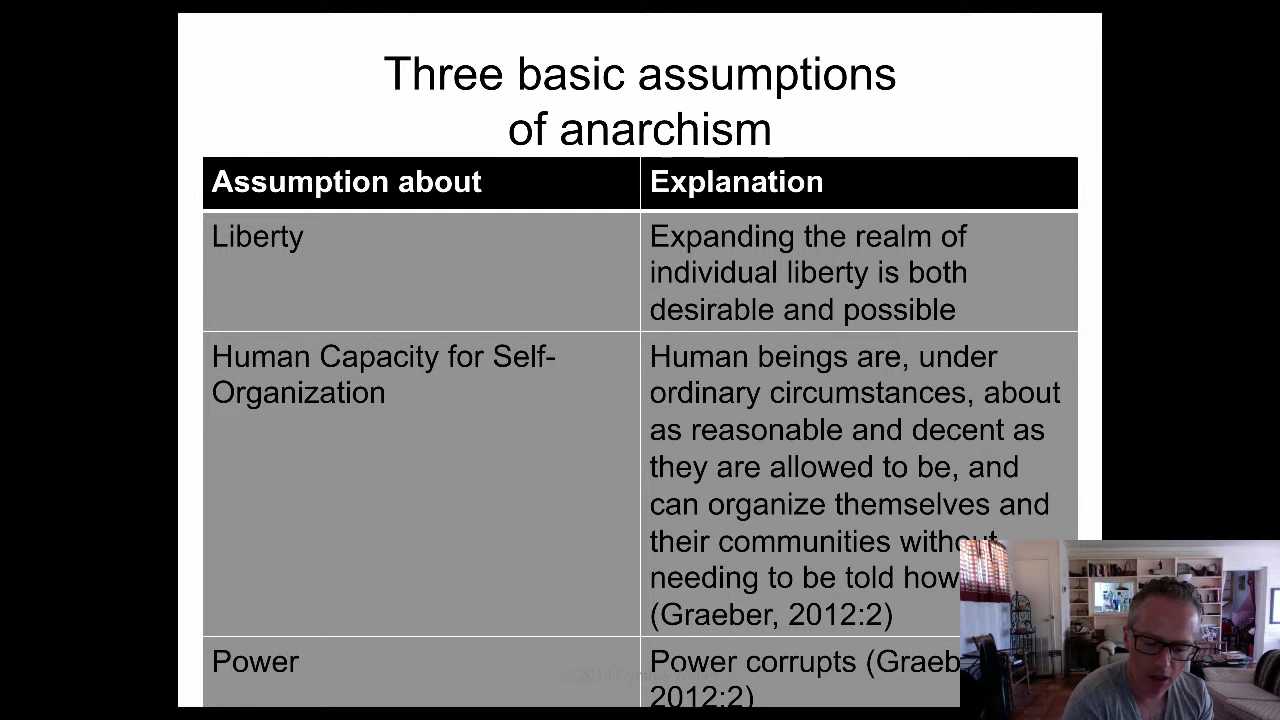 Three basic assumptions
of anarchism
Assumption about
Explanation
Liberty
Expanding the realm of
individual liberty is both
desirable and possible
Human Capacity for Self-
Organization
Human beings are, under
ordinary circumstances, about
as reasonable and decent as
they are allowed to be, and
can organize themselves and
their communities without
needing to be told how
(Graeber, 2012:2)
Power
Power corrupts (Graeb
2012:2)